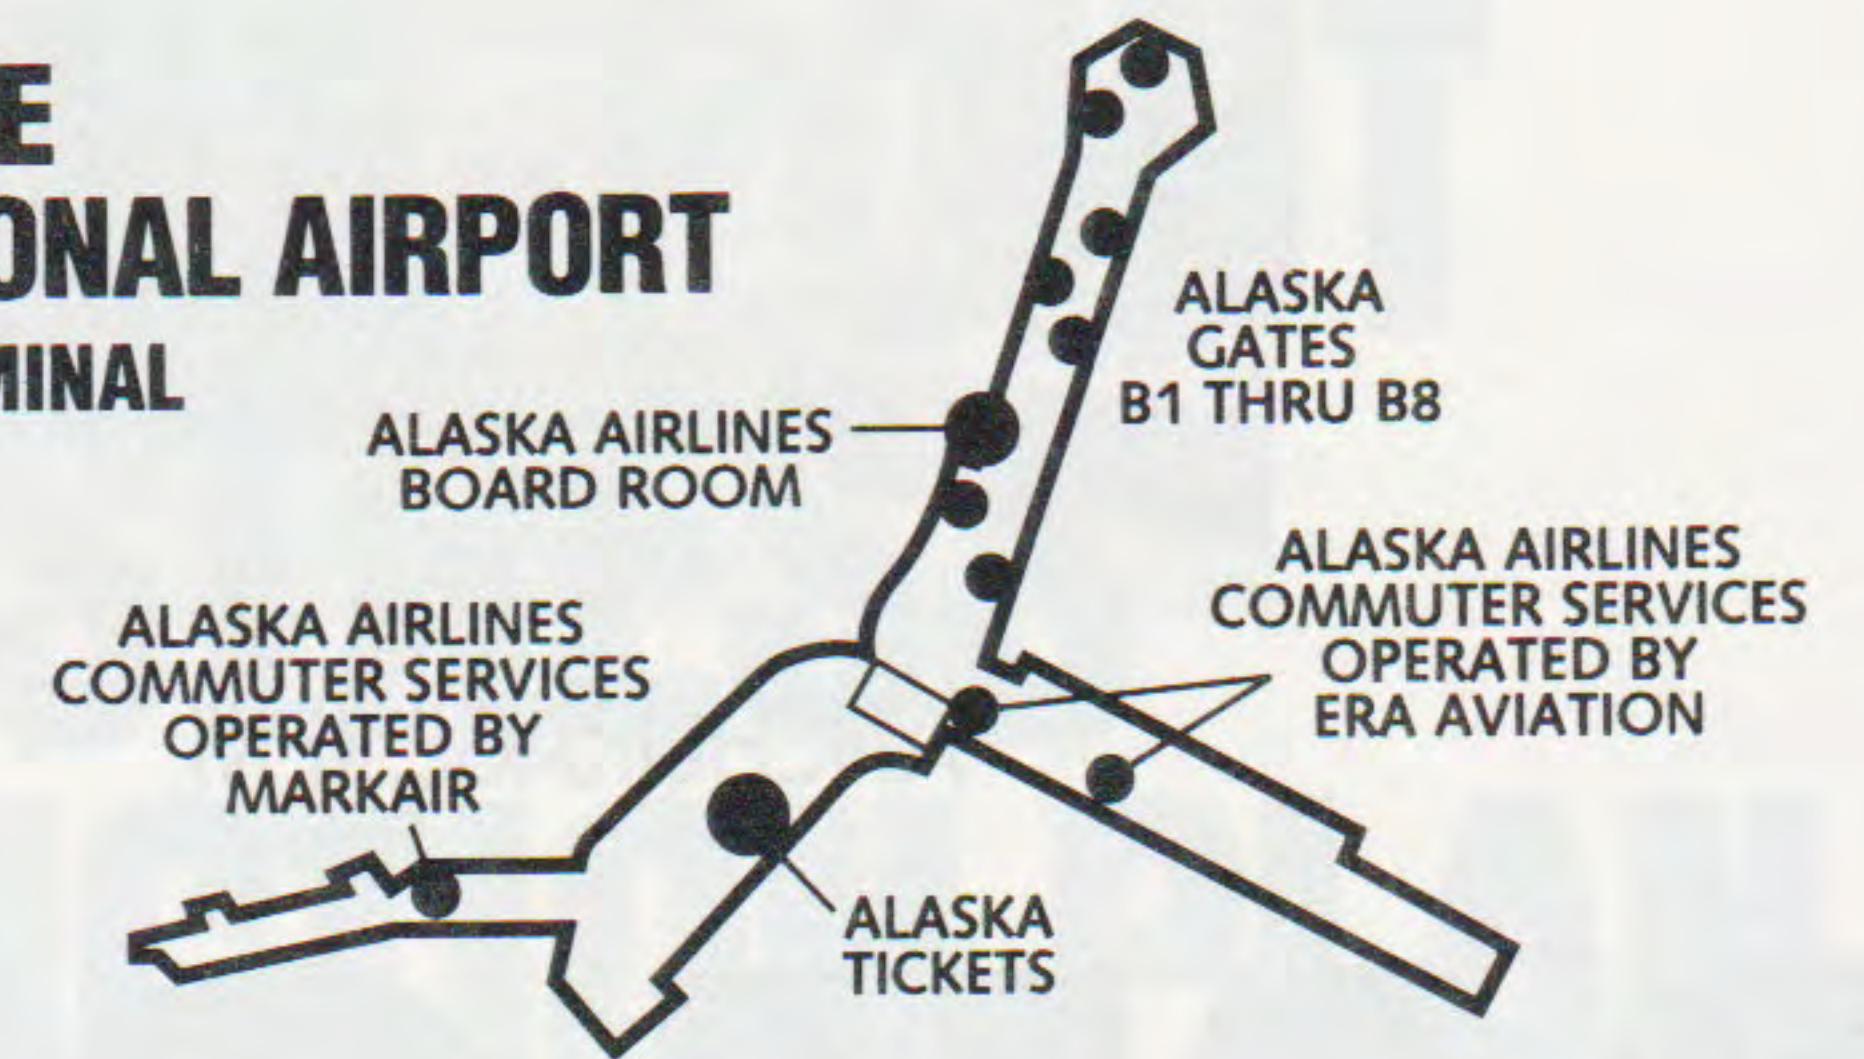 E
ONAL AIRPORT
MINAL
ALASKA
GATES
B1 THRU B8
ALASKA AIRLINES
BOARD ROOM
ALASKA AIRLINES
COMMUTER SERVICES
OPERATED BY
ERA AVIATION
ALASKA AIRLINES
COMMUTER SERVICES
OPERATED BY
MARKAIR
ALASKA
TICKETS